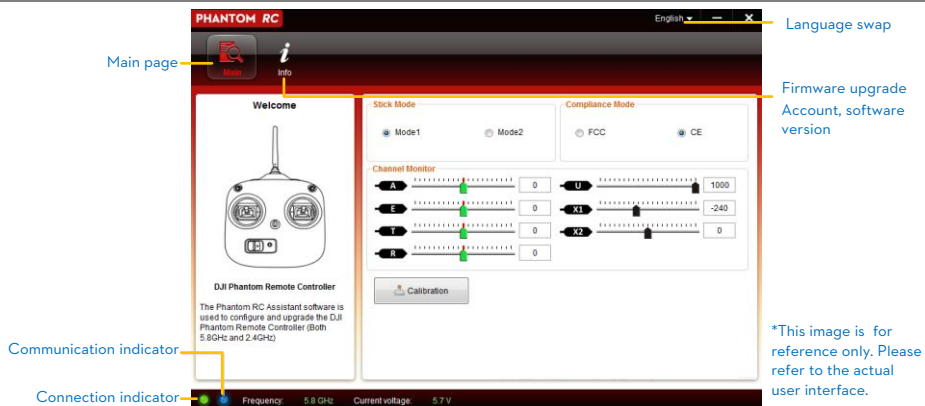 PHANTOM RC
English
Language swap
Main page
Main
Info
Firmware upgrade
Account, software
version
Welcome
DJI Phantom Remote Controller
The Phantom RC Assistant software is
used to configure and upgrade the DJI
Phantom Remote Controller (Both
5.8GHz and 2.4GHz)
Stick Mode
Mode1
Mode2
Compliance Mode
FCC
CE
Channel Monitor
A 0
E 0
T 0
R 0
U 1000
X1 -240
X2 0
Calibration
*This image is for
reference only. Please
refer to the actual
user interface.
Communication indicator
Connection indicator
Frequency: 5.8 GHz Current voltage: 5.7 V